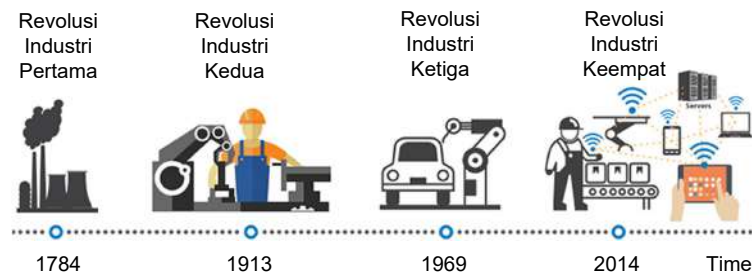 Revolusi
Industri
Pertama
Revolusi
Industri
Kedua
Revolusi
Industri
Ketiga
Revolusi
Industri
Keempat
Servers
1784
1913
1969
2014
Time